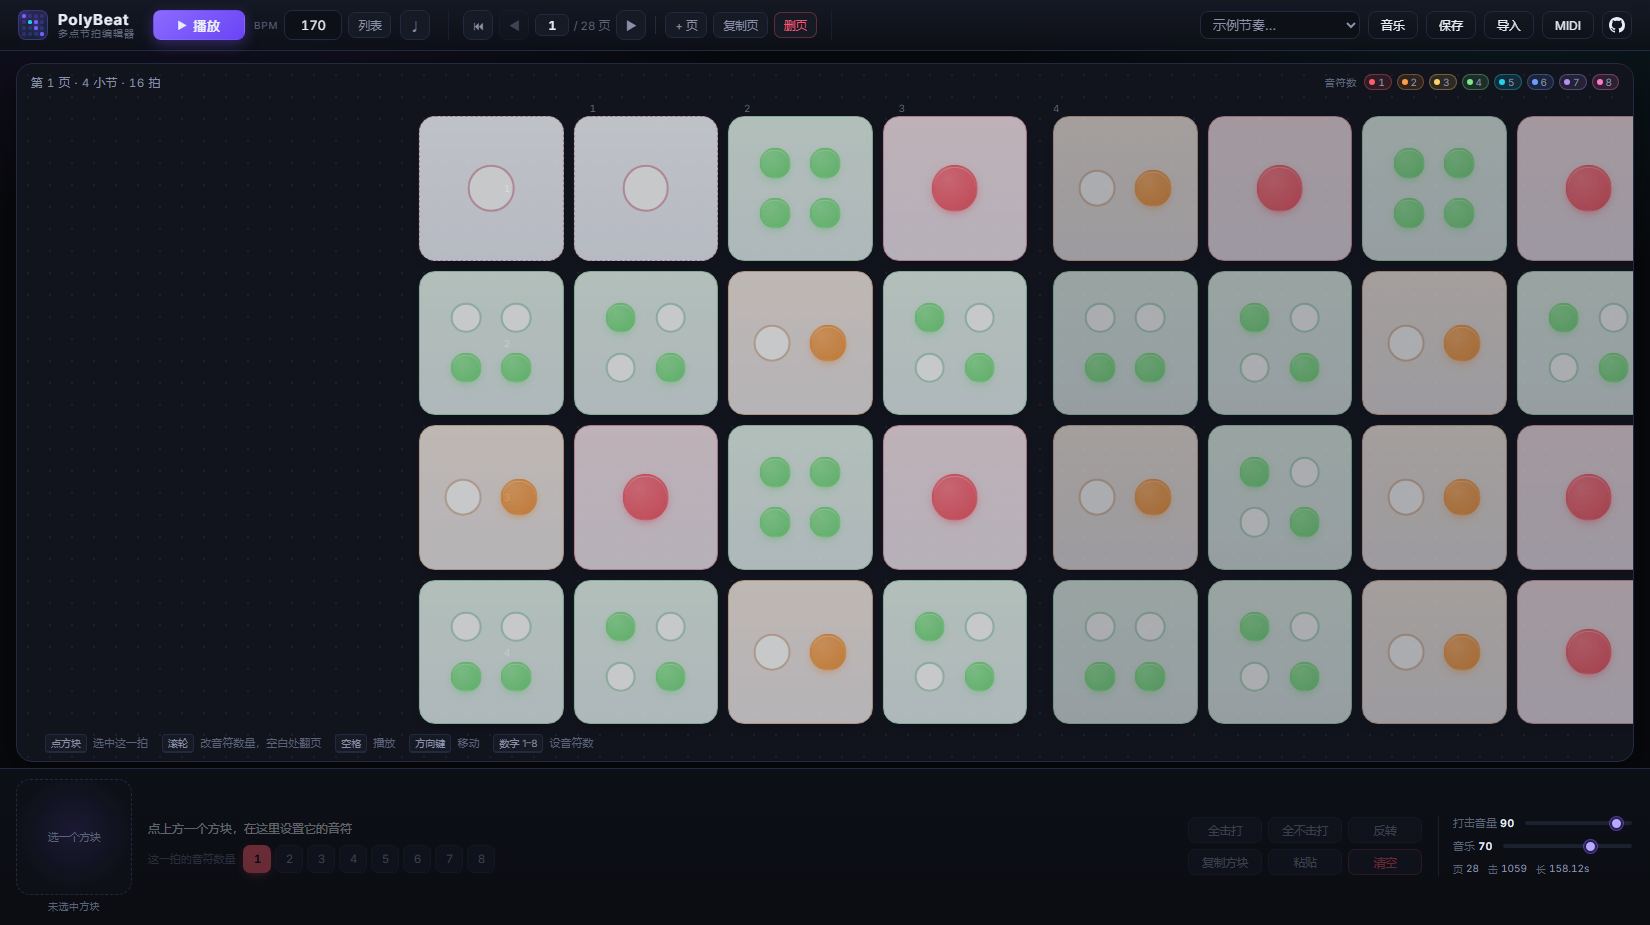 PolyBeat
多点节拍编辑器
播放
BPM 170 列表 ♩
1 / 28 页
+ 页 复制页 删页
示例节奏... 音乐 保存 导入 MIDI
第 1 页 · 4 小节 · 16 拍
音符数 1 2 3 4 5 6 7 8
1 2 3 4
1
2
3
4
点方块 选中这一拍 滚轮 改音符数量，空白处翻页 空格 播放 方向键 移动 数字 1-8 设音符数
选一个方块
未选中方块
点上方一个方块，在这里设置它的音符
这一拍的音符数量 1 2 3 4 5 6 7 8
全击打 全不击打 反转
复制方块 粘贴 清空
打击音量 90
音乐 70
页 28 击 1059 长 158.12s